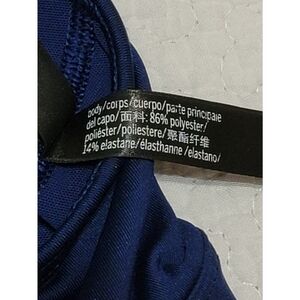 body/corps/cuerpo/parte principale
del capo/面料: 86% polyester/
poliéster/poliestere/聚酯纤维
14% elastane/élasthanne/elastano/